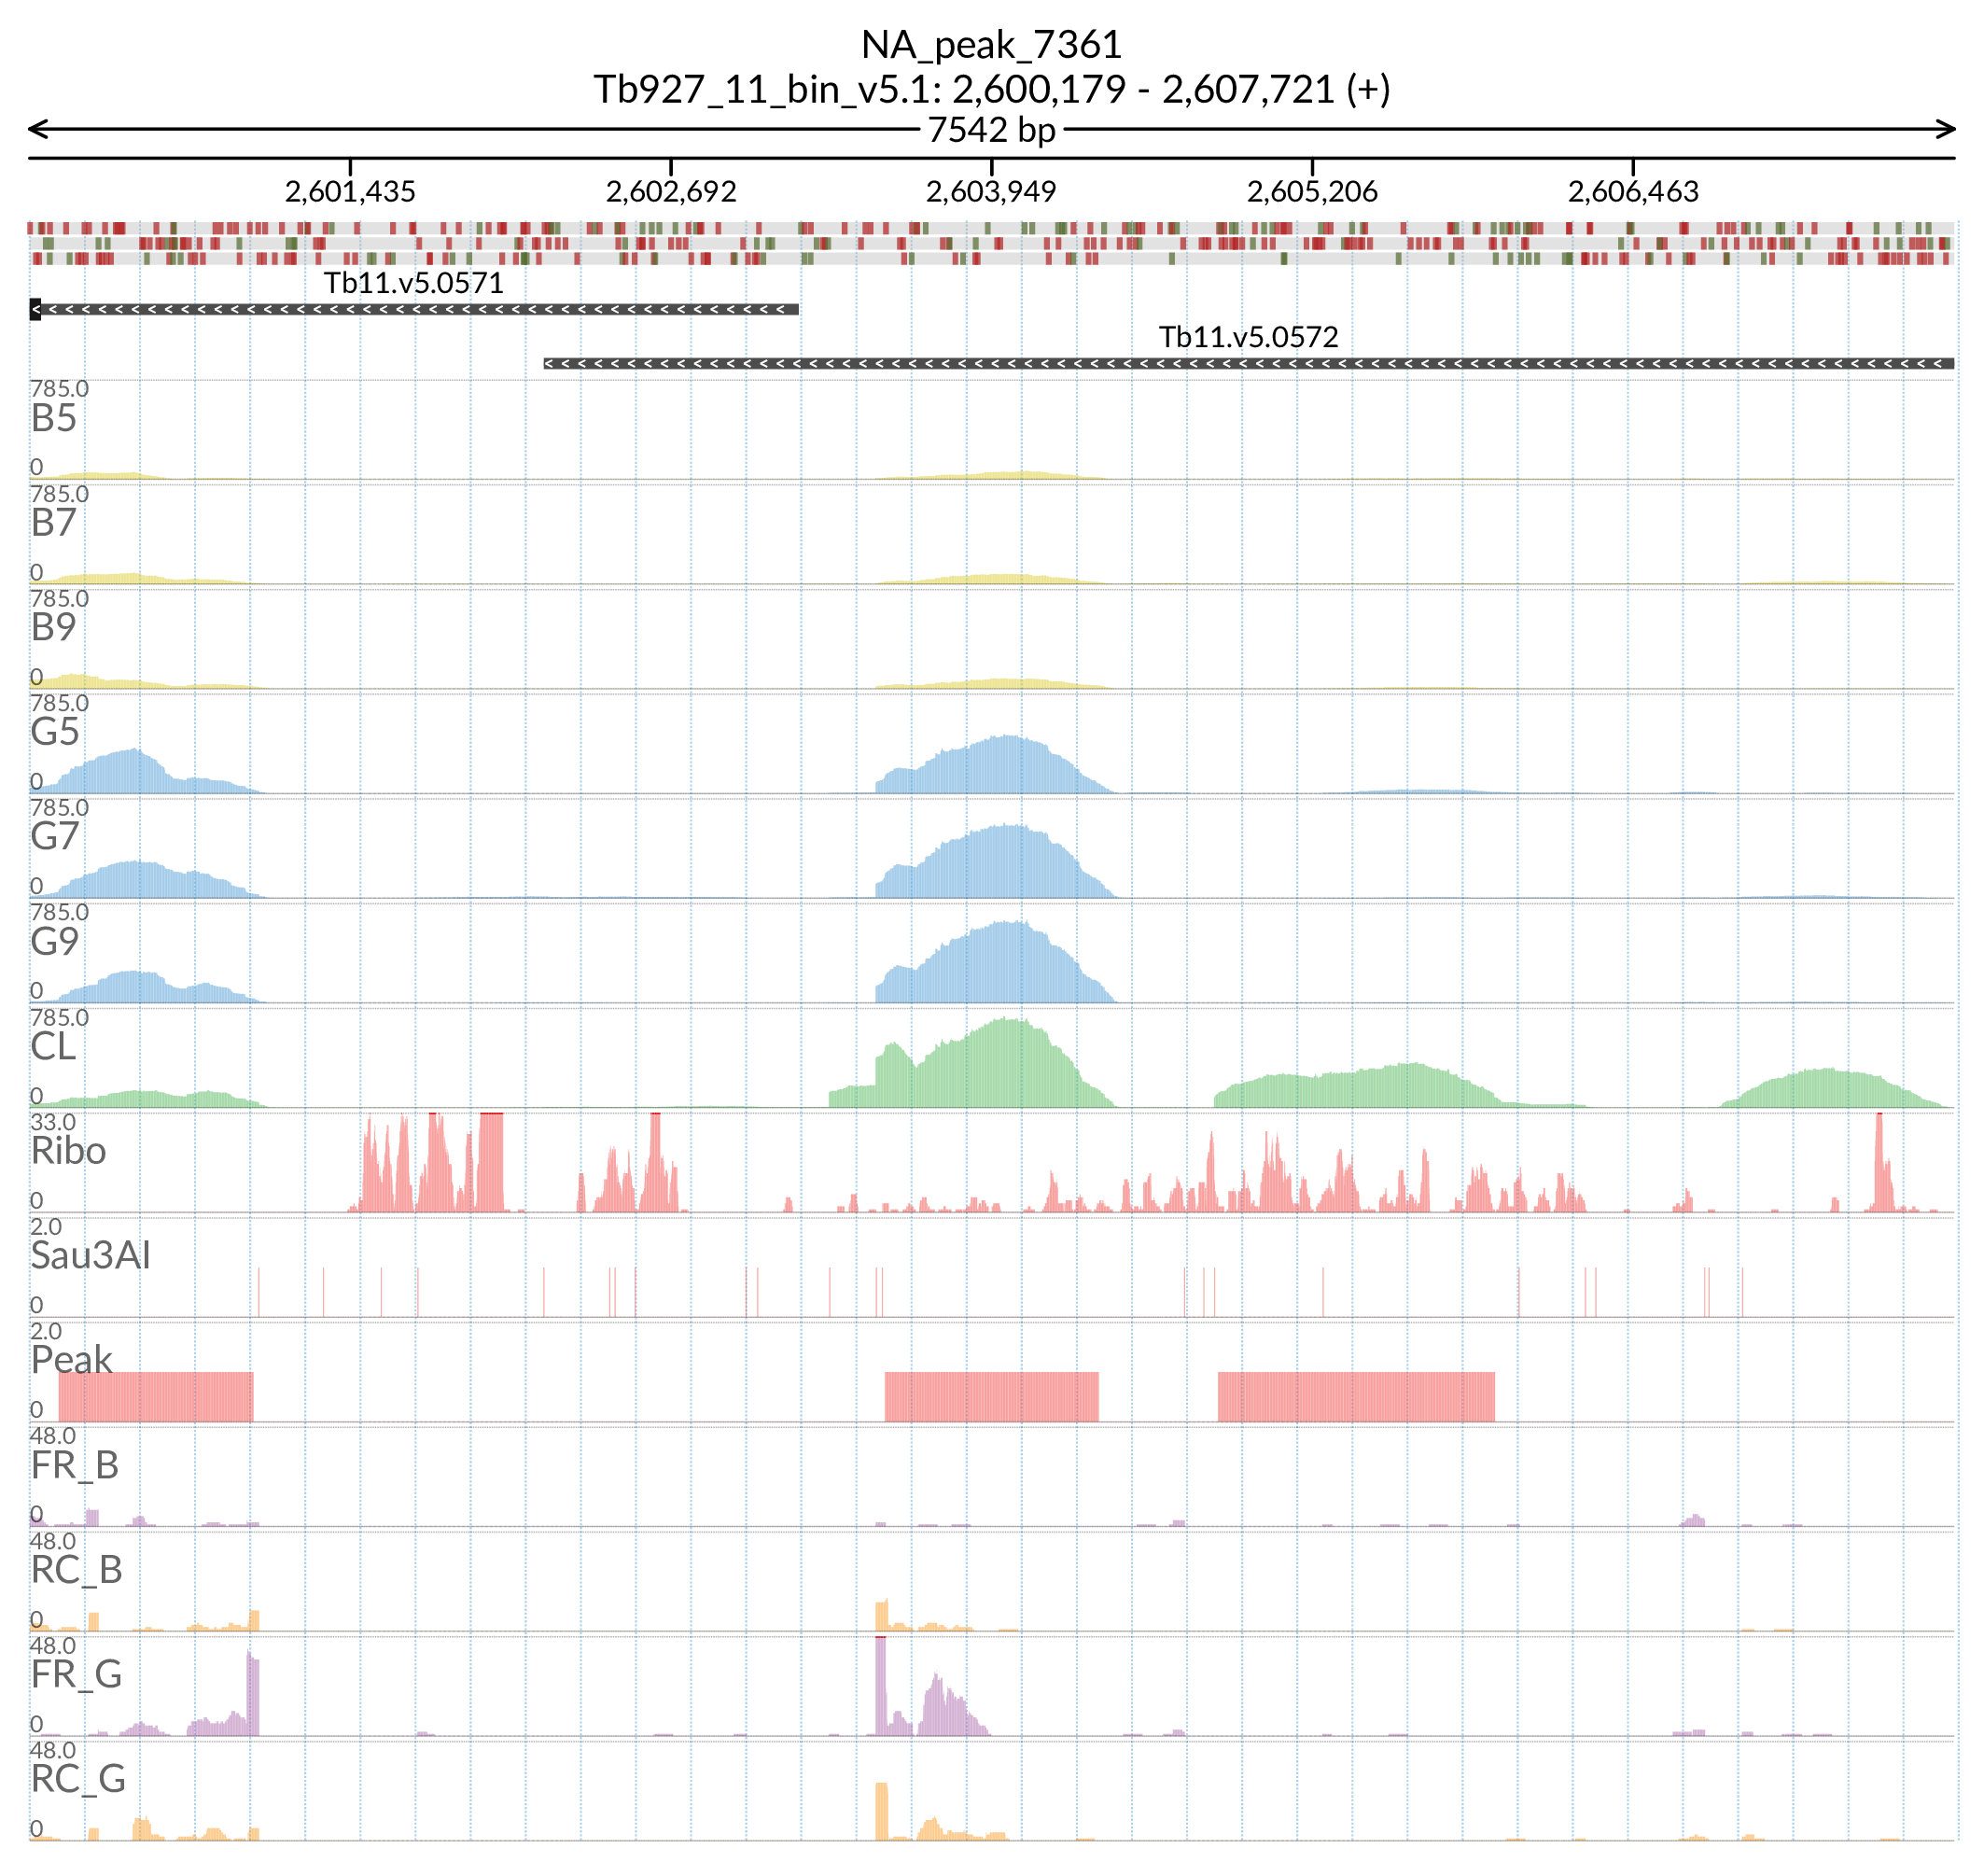 NA_peak_7361
Tb927_11_bin_v5.1: 2,600,179 - 2,607,721 (+)
7542 bp
2,601,435 2,602,692 2,603,949 2,605,206 2,606,463
Tb11.v5.0571
Tb11.v5.0572
785.0
B5
0
785.0
B7
0
785.0
B9
0
785.0
G5
0
785.0
G7
0
785.0
G9
0
785.0
CL
0
33.0
Ribo
0
2.0
Sau3AI
0
2.0
Peak
0
48.0
FR_B
0
48.0
RC_B
0
48.0
FR_G
0
48.0
RC_G
0